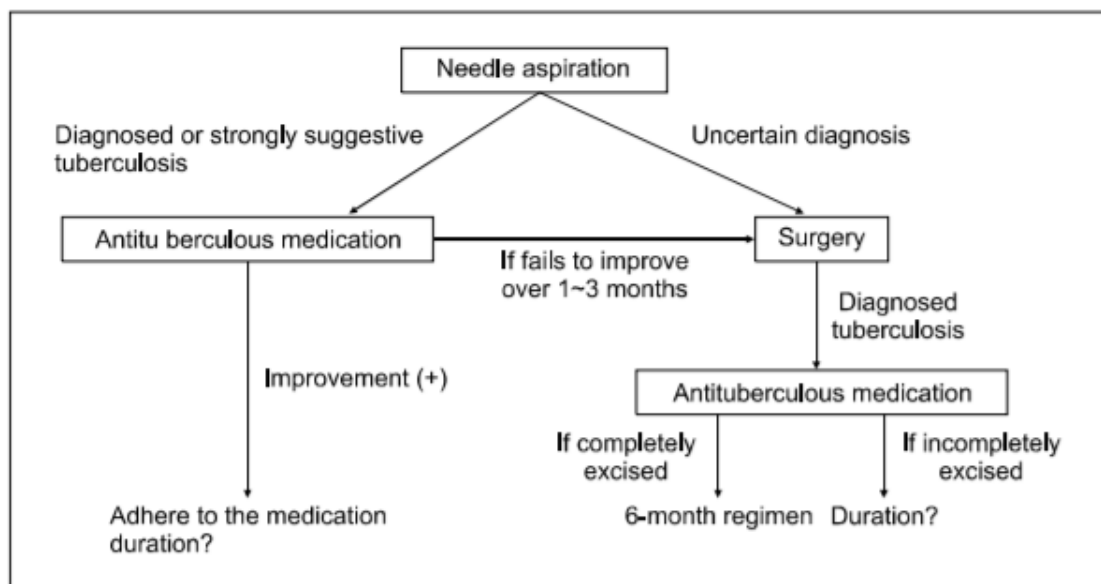 Needle aspiration
Diagnosed or strongly suggestive
tuberculosis
Uncertain diagnosis
Antitu berculous medication
Surgery
If fails to improve
over 1~3 months
Diagnosed
tuberculosis
Improvement (+)
Antituberculous medication
If completely
excised
If incompletely
excised
Adhere to the medication
duration?
6-month regimen
Duration?